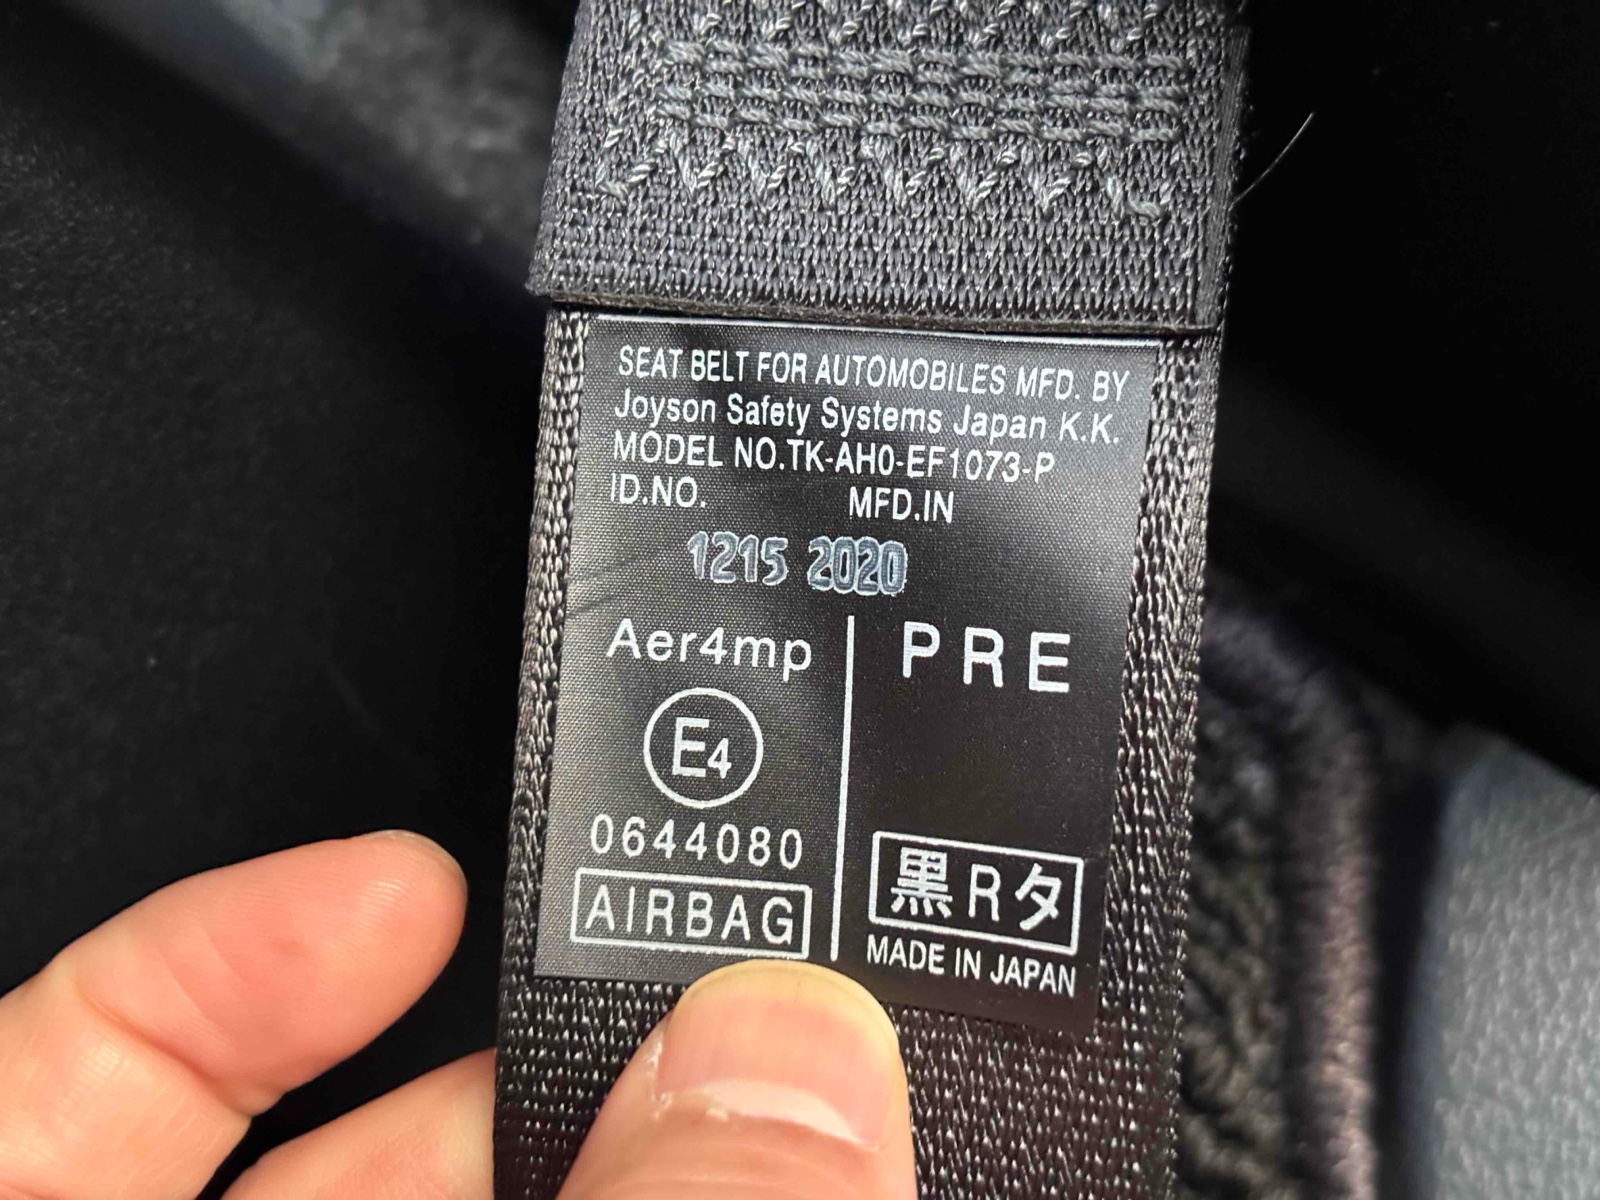 SEAT BELT FOR AUTOMOBILES MFD. BY
Joyson Safety Systems Japan K.K.
MODEL NO.TK-AH0-EF1073-P
ID.NO. MFD.IN
1215 2020
Aer4mp
E4
0644080
AIRBAG
PRE
黒Rタ
MADE IN JAPAN